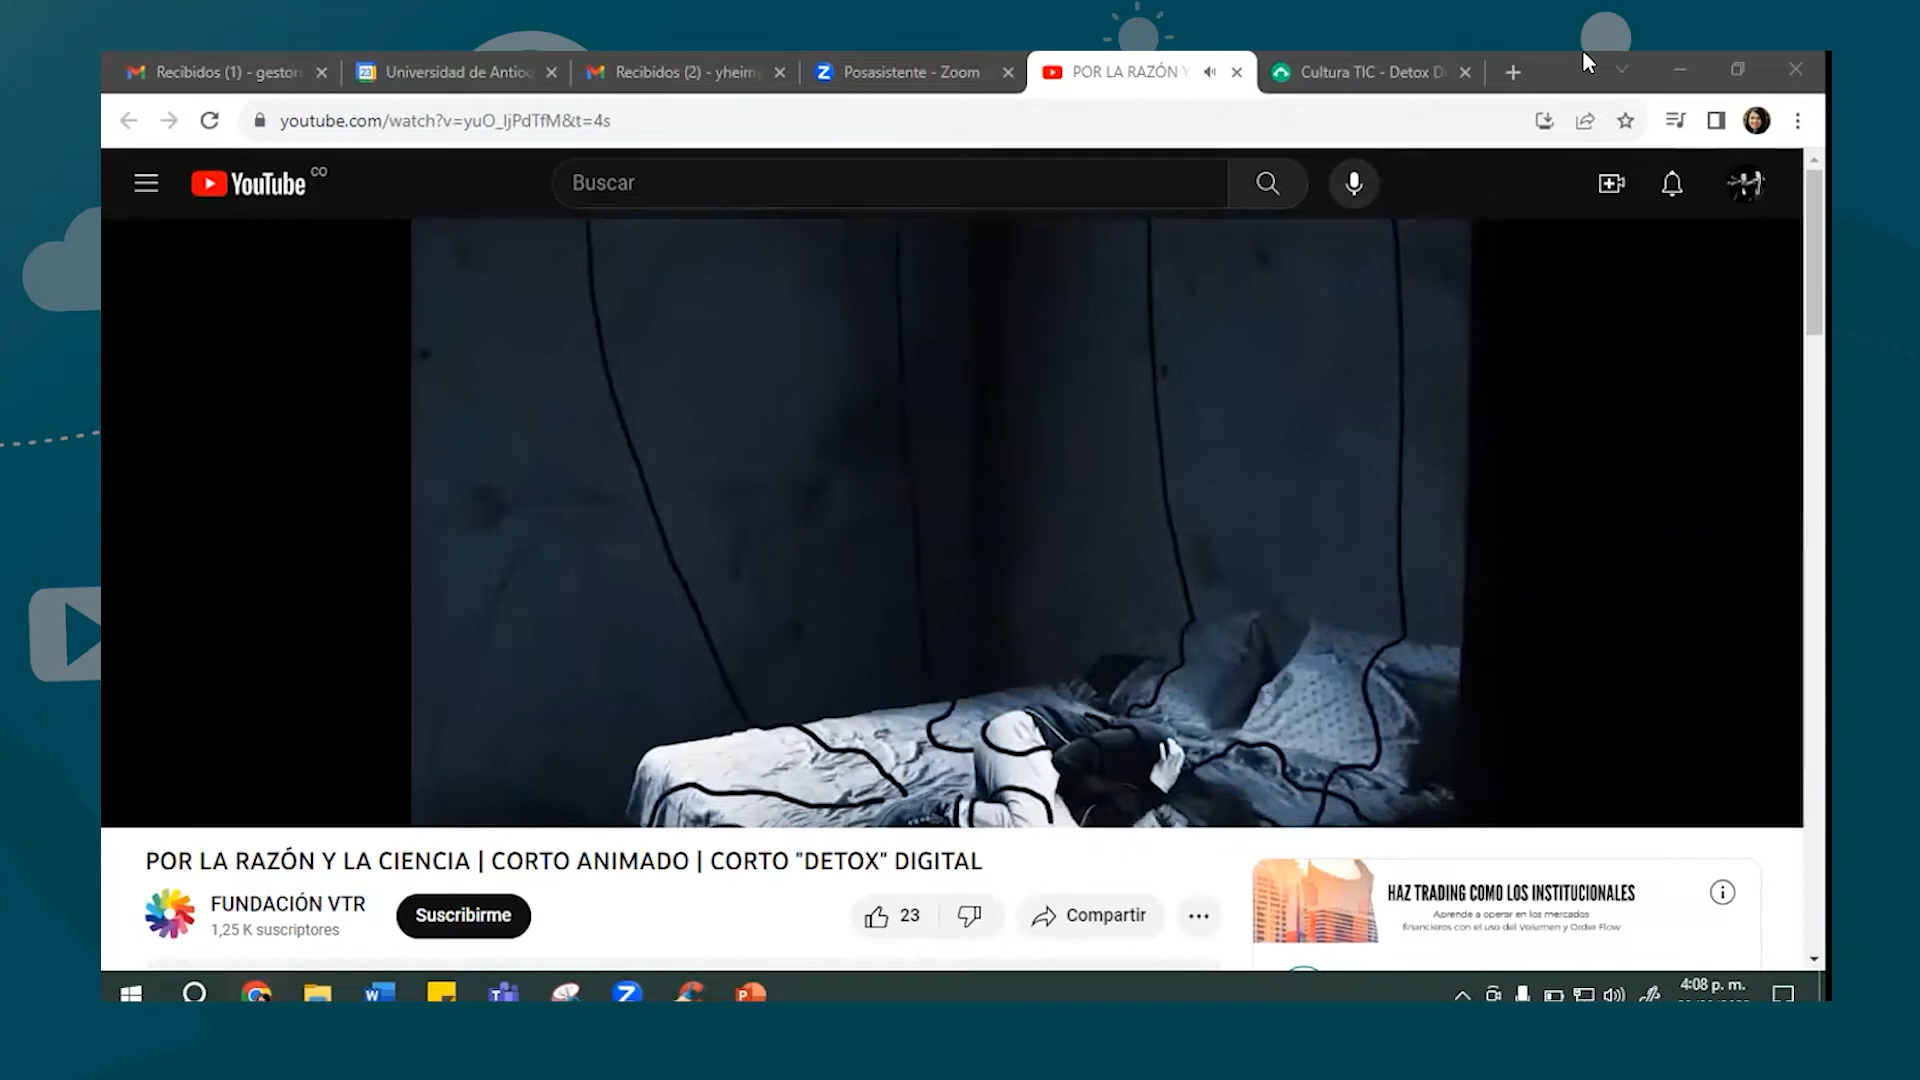 Recibidos (1) - gestor
Universidad de Antioq
Recibidos (2) - yheim
Posasistente - Zoom
POR LA RAZÓN Y
Cultura TIC - Detox D
youtube.com/watch?v=yuO_IjPdTfM&t=4s
YouTube CO
Buscar
POR LA RAZÓN Y LA CIENCIA | CORTO ANIMADO | CORTO "DETOX" DIGITAL
FUNDACIÓN VTR
1,25 K suscriptores
Suscribirme
23
Compartir
HAZ TRADING COMO LOS INSTITUCIONALES
Aprende a operar en los mercados
financieros con el uso del Volumen y Order Flow
4:08 p. m.